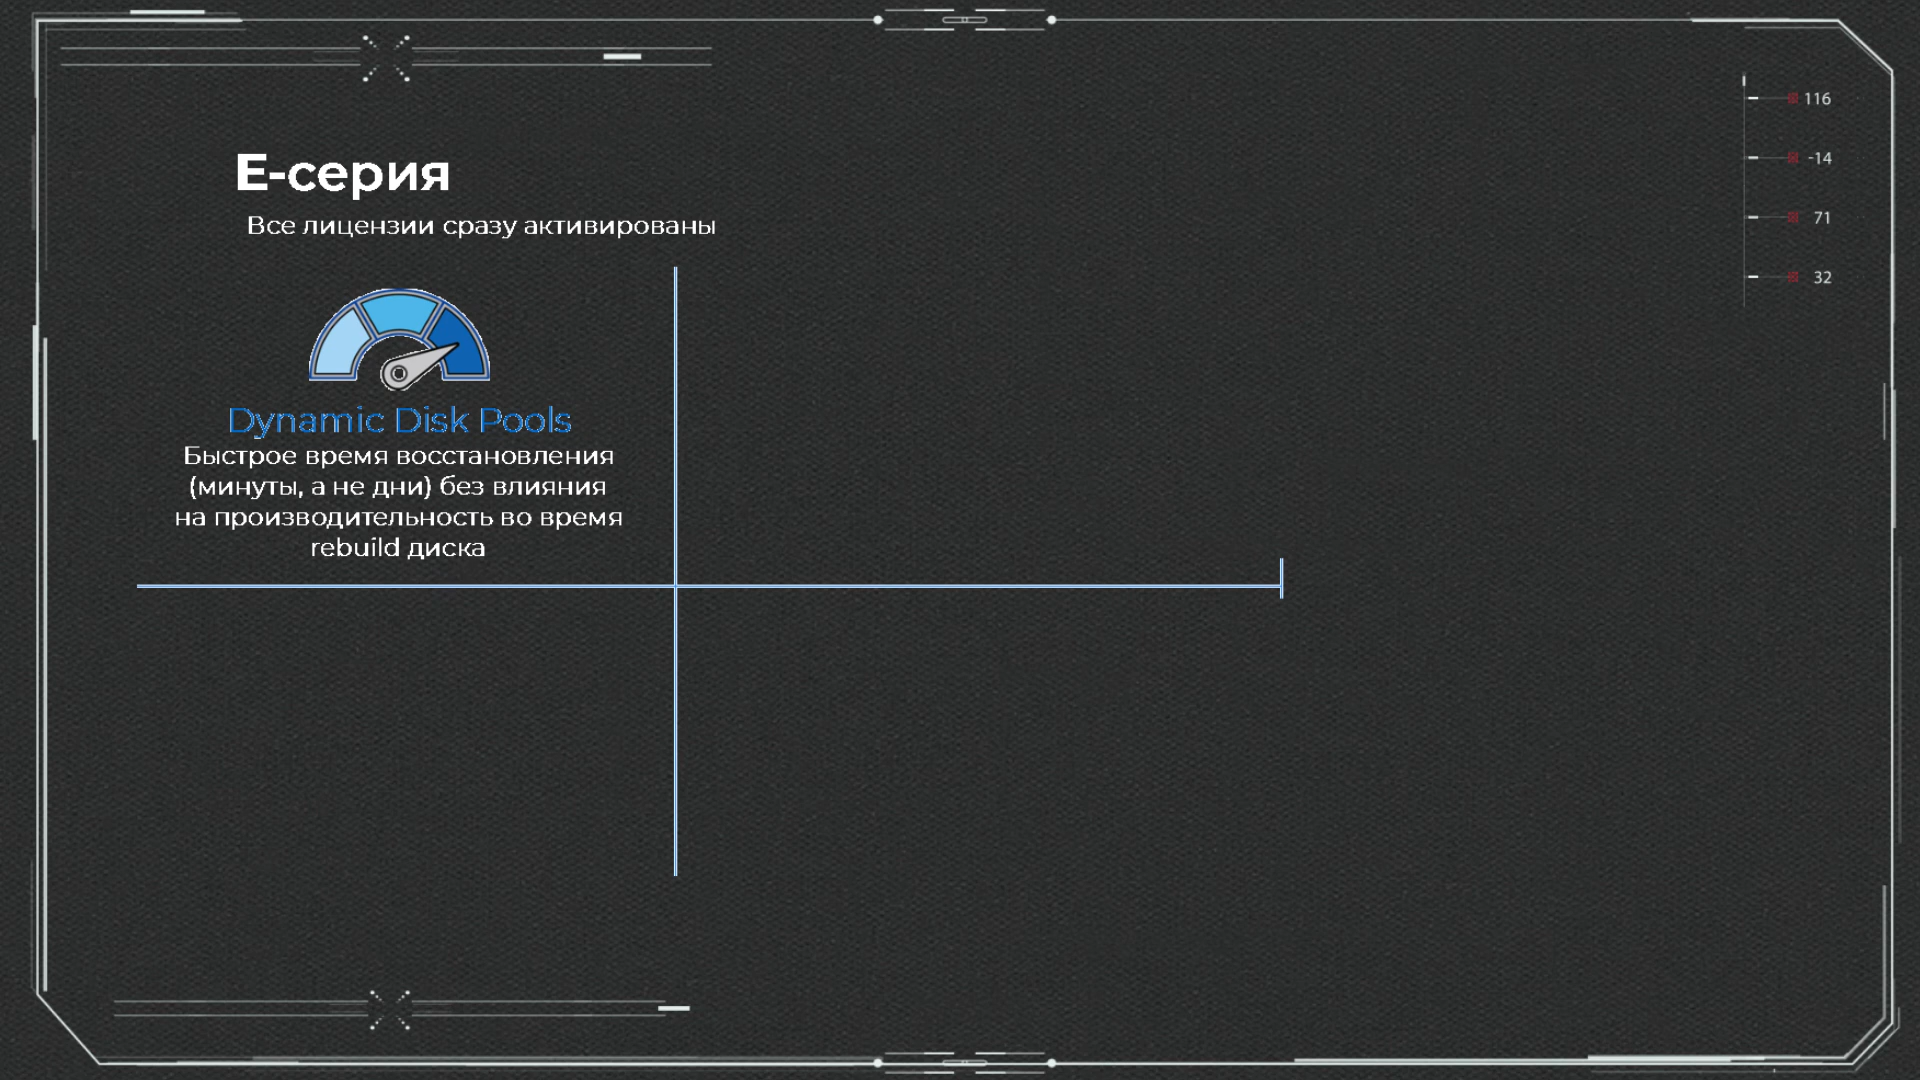 116
-14
71
32
E-серия
Все лицензии сразу активированы
Dynamic Disk Pools
Быстрое время восстановления
(минуты, а не дни) без влияния
на производительность во время
rebuild диска